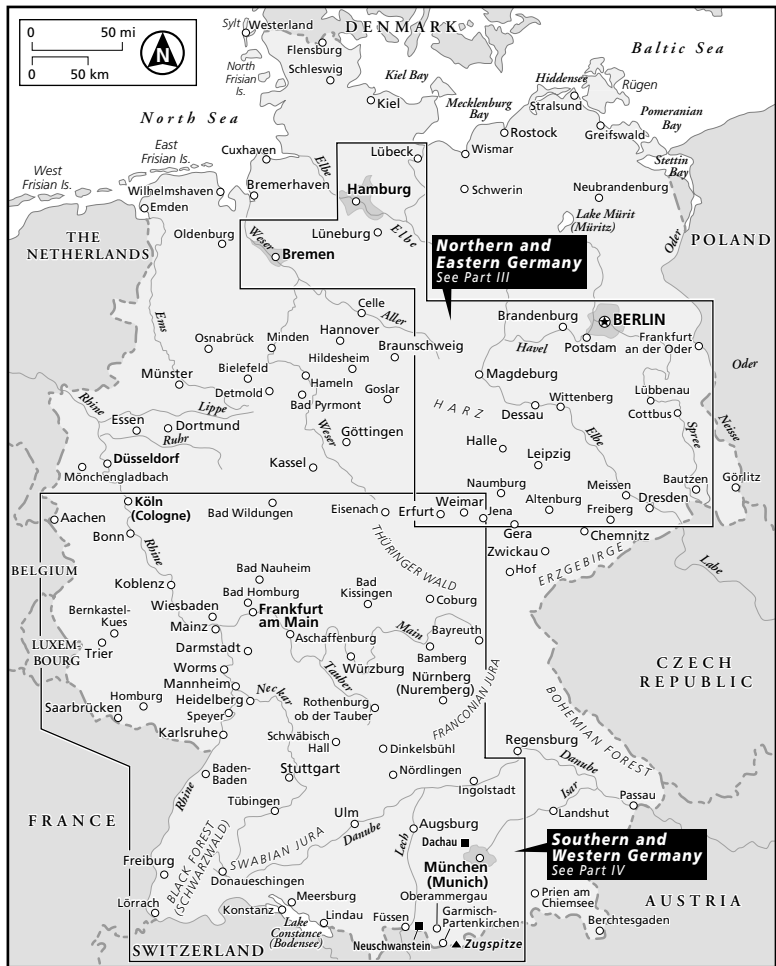 0 50 mi
0 50 km
N
Sylt
Westerland
DENMARK
Flensburg
North
Frisian
Is.
Schleswig
Kiel Bay
Kiel
Baltic Sea
Hiddensee
Rügen
Stralsund
Mecklenburg
Bay
Rostock
Pomeranian
Bay
Greifswald
North Sea
East
Frisian Is.
West
Frisian Is.
Cuxhaven
Elbe
Lübeck
Wismar
Stettin
Bay
Wilhelmshaven
Bremerhaven
Hamburg
Schwerin
Neubrandenburg
Emden
Lake Mürit
(Müritz)
THE
NETHERLANDS
Oldenburg
Weser
Lüneburg
Elbe
Oder
POLAND
Bremen
Northern and
Eastern Germany
See Part III
Ems
Celle
Aller
Brandenburg
BERLIN
Osnabrück
Minden
Hannover
Braunschweig
Havel
Potsdam
Frankfurt
an der Oder
Oder
Hildesheim
Bielefeld
Münster
Hameln
Magdeburg
Detmold
Bad Pyrmont
Goslar
Lübbenau
Rhine
Lippe
HARZ
Wittenberg
Dessau
Cottbus
Essen
Dortmund
Ruhr
Weser
Göttingen
Elbe
Spree
Neisse
Halle
Düsseldorf
Leipzig
Mönchengladbach
Kassel
Naumburg
Meissen
Bautzen
Görlitz
Köln
(Cologne)
Bad Wildungen
Eisenach
Erfurt
Weimar
Jena
Altenburg
Freiberg
Dresden
Aachen
Bonn
Gera
Chemnitz
Rhine
THÜRINGER WALD
Zwickau
ERZGEBIRGE
BELGIUM
Bad Nauheim
Hof
Labe
Koblenz
Bad Homburg
Bad
Kissingen
Coburg
Bernkastel-
Kues
Wiesbaden
Frankfurt
am Main
Mainz
Aschaffenburg
Main
Bayreuth
LUXEM-
BOURG
Trier
Darmstadt
Bamberg
Worms
Würzburg
CZECH
REPUBLIC
Mannheim
Neckar
Tauber
Nürnberg
(Nuremberg)
Homburg
Heidelberg
Rothenburg
ob der Tauber
FRANCONIAN JURA
BOHEMIAN FOREST
Saarbrücken
Speyer
Karlsruhe
Schwäbisch
Hall
Dinkelsbühl
Regensburg
Danube
Baden-
Baden
Stuttgart
Nördlingen
Ingolstadt
Isar
Passau
Rhine
Tübingen
Landshut
FRANCE
Ulm
Augsburg
Danube
Lech
Dachau
Southern and
Western Germany
See Part IV
BLACK FOREST
(SCHWARZWALD)
SWABIAN JURA
Freiburg
München
(Munich)
Donaueschingen
Oberammergau
Prien am
Chiemsee
AUSTRIA
Lörrach
Meersburg
Konstanz
Lindau
Füssen
Garmisch-
Partenkirchen
Berchtesgaden
Lake
Constance
(Bodensee)
SWITZERLAND
Neuschwanstein
Zugspitze